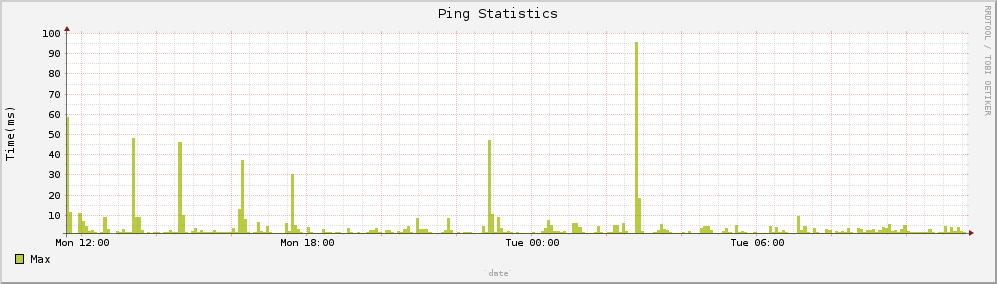 Ping Statistics
RRDTOOL / TOBI OETIKER
Time(ms)
100
90
80
70
60
50
40
30
20
10
Mon 12:00 Mon 18:00 Tue 00:00 Tue 06:00
Max
`date`